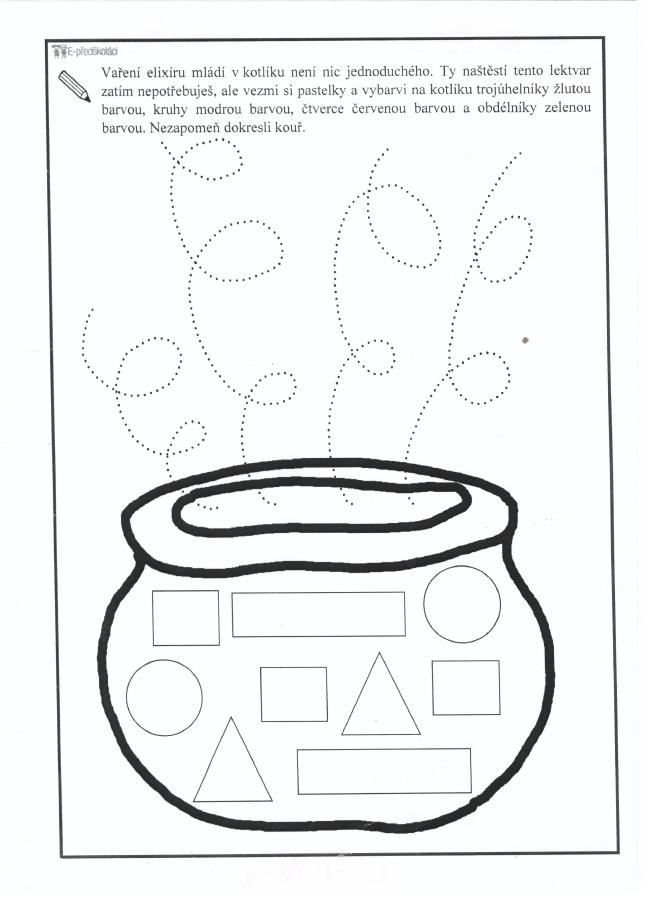 E-předškoláci
Vaření elixíru mládí v kotlíku není nic jednoduchého. Ty naštěstí tento lektvar
zatím nepotřebuješ, ale vezmi si pastelky a vybarvi na kotlíku trojúhelníky žlutou
barvou, kruhy modrou barvou, čtverce červenou barvou a obdélníky zelenou
barvou. Nezapomeň dokresli kouř.